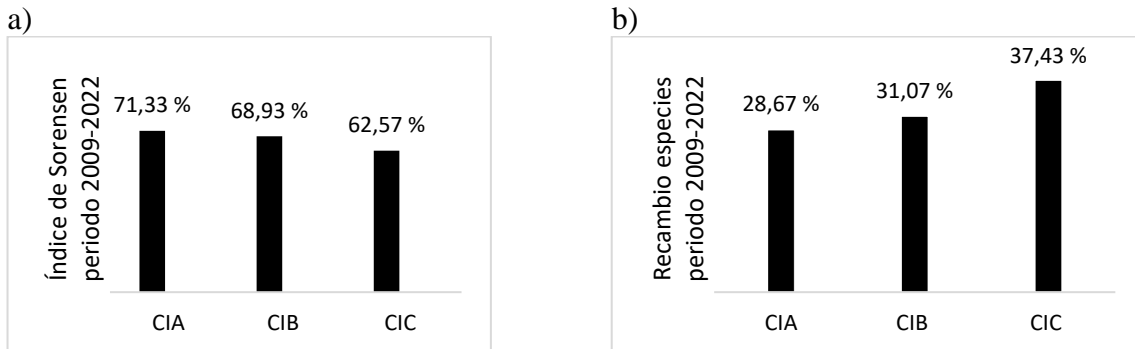 a)
Índice de Sorensen
periodo 2009-2022
71,33 %
68,93 %
62,57 %
CIA
CIB
CIC
b)
Recambio especies
periodo 2009-2022
28,67 %
31,07 %
37,43 %
CIA
CIB
CIC